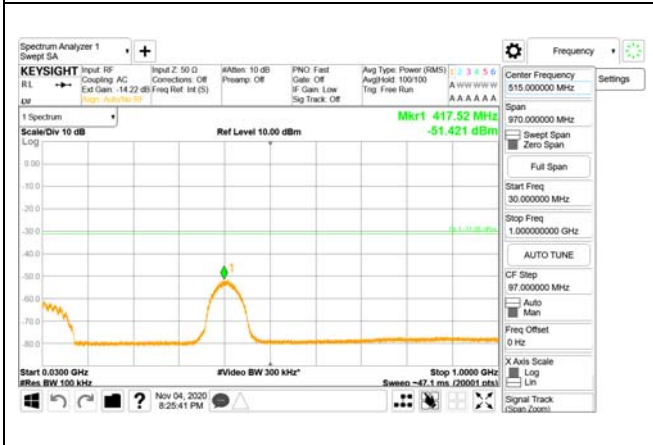 Spectrum Analyzer 1
Swept SA
Frequency
Settings
KEYSIGHT
Input: RF
Coupling: AC
Ext Gain: -14.22 dB
Align: Auto/No RF
Input Z: 50 Ω
Corrections: Off
Freq Ref: Int (S)
#Atten: 10 dB
Preamp: Off
PNO: Fast
Gate: Off
IF Gain: Low
Sig Track: Off
Avg Type: Power (RMS)
Avg|Hold: 100/100
Trig: Free Run
1 2 3 4 5 6
A W W W W W
A A A A A A
RL
1 Spectrum
Scale/Div 10 dB
Log
Ref Level 10.00 dBm
Mkr1 417.52 MHz
-51.421 dBm
0.00
-10.0
-20.0
-30.0
-40.0
-50.0
-60.0
-70.0
-80.0
1
Start 0.0300 GHz
#Res BW 100 kHz
#Video BW 300 kHz*
Stop 1.0000 GHz
Sweep ~47.1 ms (20001 pts)
Center Frequency
515.000000 MHz
Span
970.000000 MHz
Swept Span
Zero Span
Full Span
Start Freq
30.000000 MHz
Stop Freq
1.000000000 GHz
AUTO TUNE
CF Step
97.000000 MHz
Auto
Man
Freq Offset
0 Hz
X Axis Scale
Log
Lin
Signal Track
(Span Zoom)
Nov 04, 2020
8:25:41 PM